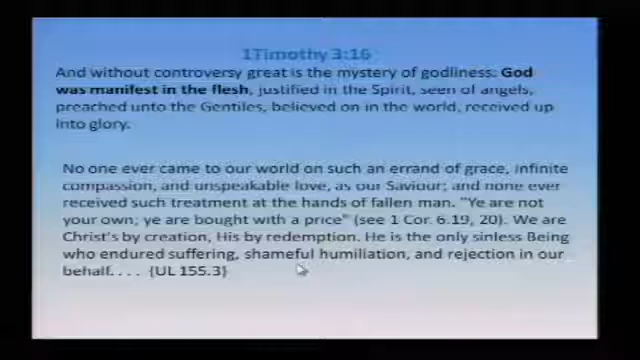 1Timothy 3:16
And without controversy great is the mystery of godliness: God
was manifest in the flesh, justified in the Spirit, seen of angels,
preached unto the Gentiles, believed on in the world, received up
into glory.
No one ever came to our world on such an errand of grace, infinite
compassion, and unspeakable love, as our Saviour; and none ever
received such treatment at the hands of fallen man. "Ye are not
your own; ye are bought with a price" (see 1 Cor. 6:19, 20). We are
Christ's by creation, His by redemption. He is the only sinless Being
who endured suffering, shameful humiliation, and rejection in our
behalf. . . . {UL 155.3}